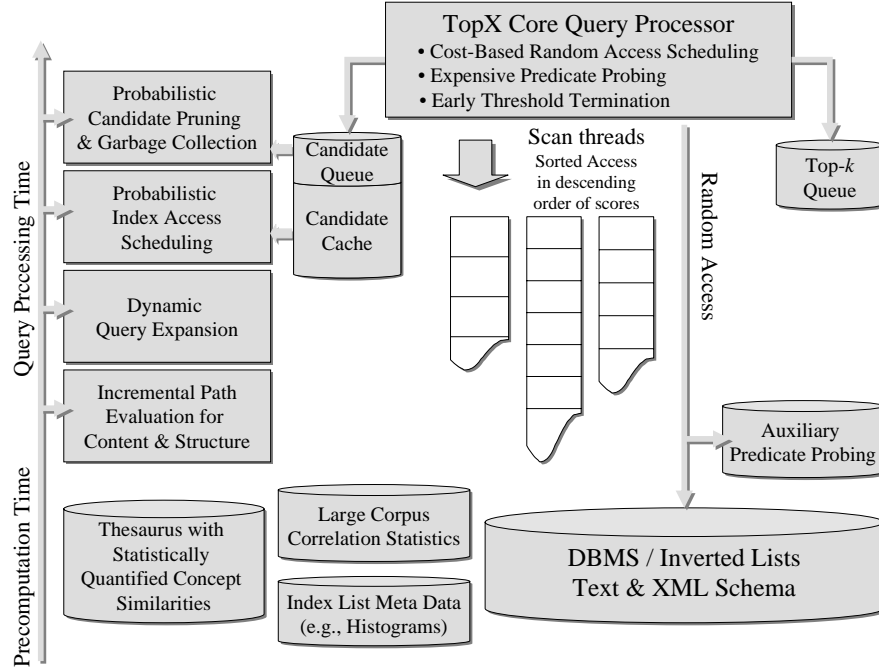 TopX Core Query Processor
• Cost-Based Random Access Scheduling
• Expensive Predicate Probing
• Early Threshold Termination
Probabilistic
Candidate Pruning
& Garbage Collection
Candidate
Queue
Candidate
Cache
Scan threads
Sorted Access
in descending
order of scores
Random Access
Top-k
Queue
Probabilistic
Index Access
Scheduling
Dynamic
Query Expansion
Incremental Path
Evaluation for
Content & Structure
Query Prccessing Time
Precomputation Time
Auxiliary
Predicate Probing
Thesaurus with
Statistically
Quantified Concept
Similarities
Large Corpus
Correlation Statistics
Index List Meta Data
(e.g., Histograms)
DBMS / Inverted Lists
Text & XML Schema